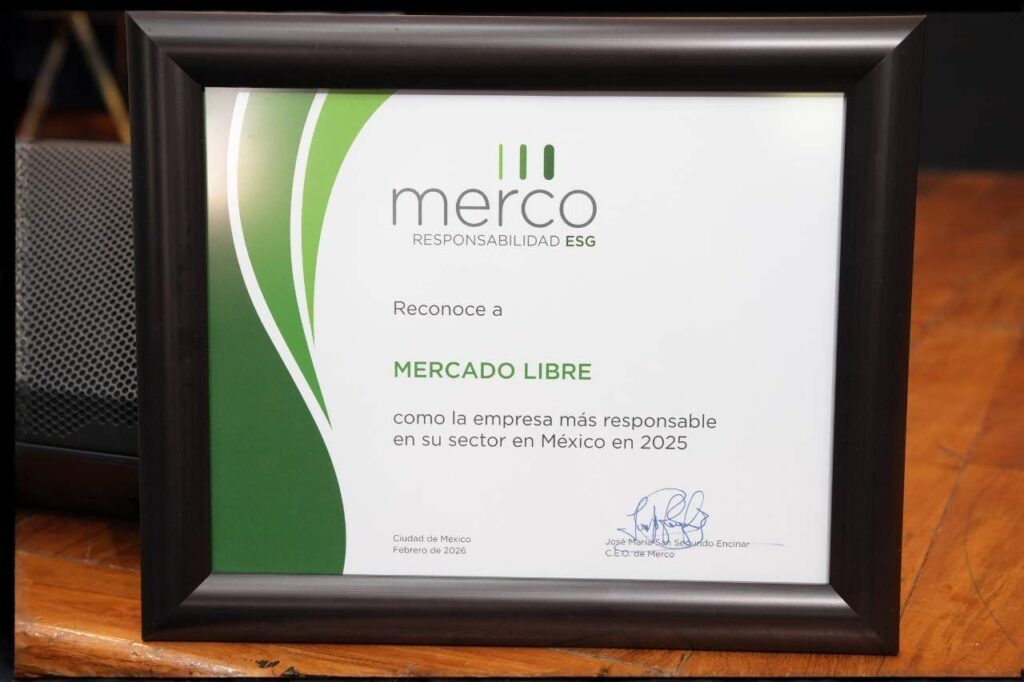 merco
RESPONSABILIDAD ESG
Reconoce a
MERCADO LIBRE
como la empresa más responsable
en su sector en México en 2025
Ciudad de México
Febrero de 2026
José María San Segundo Encinar
C.E.O. de Merco